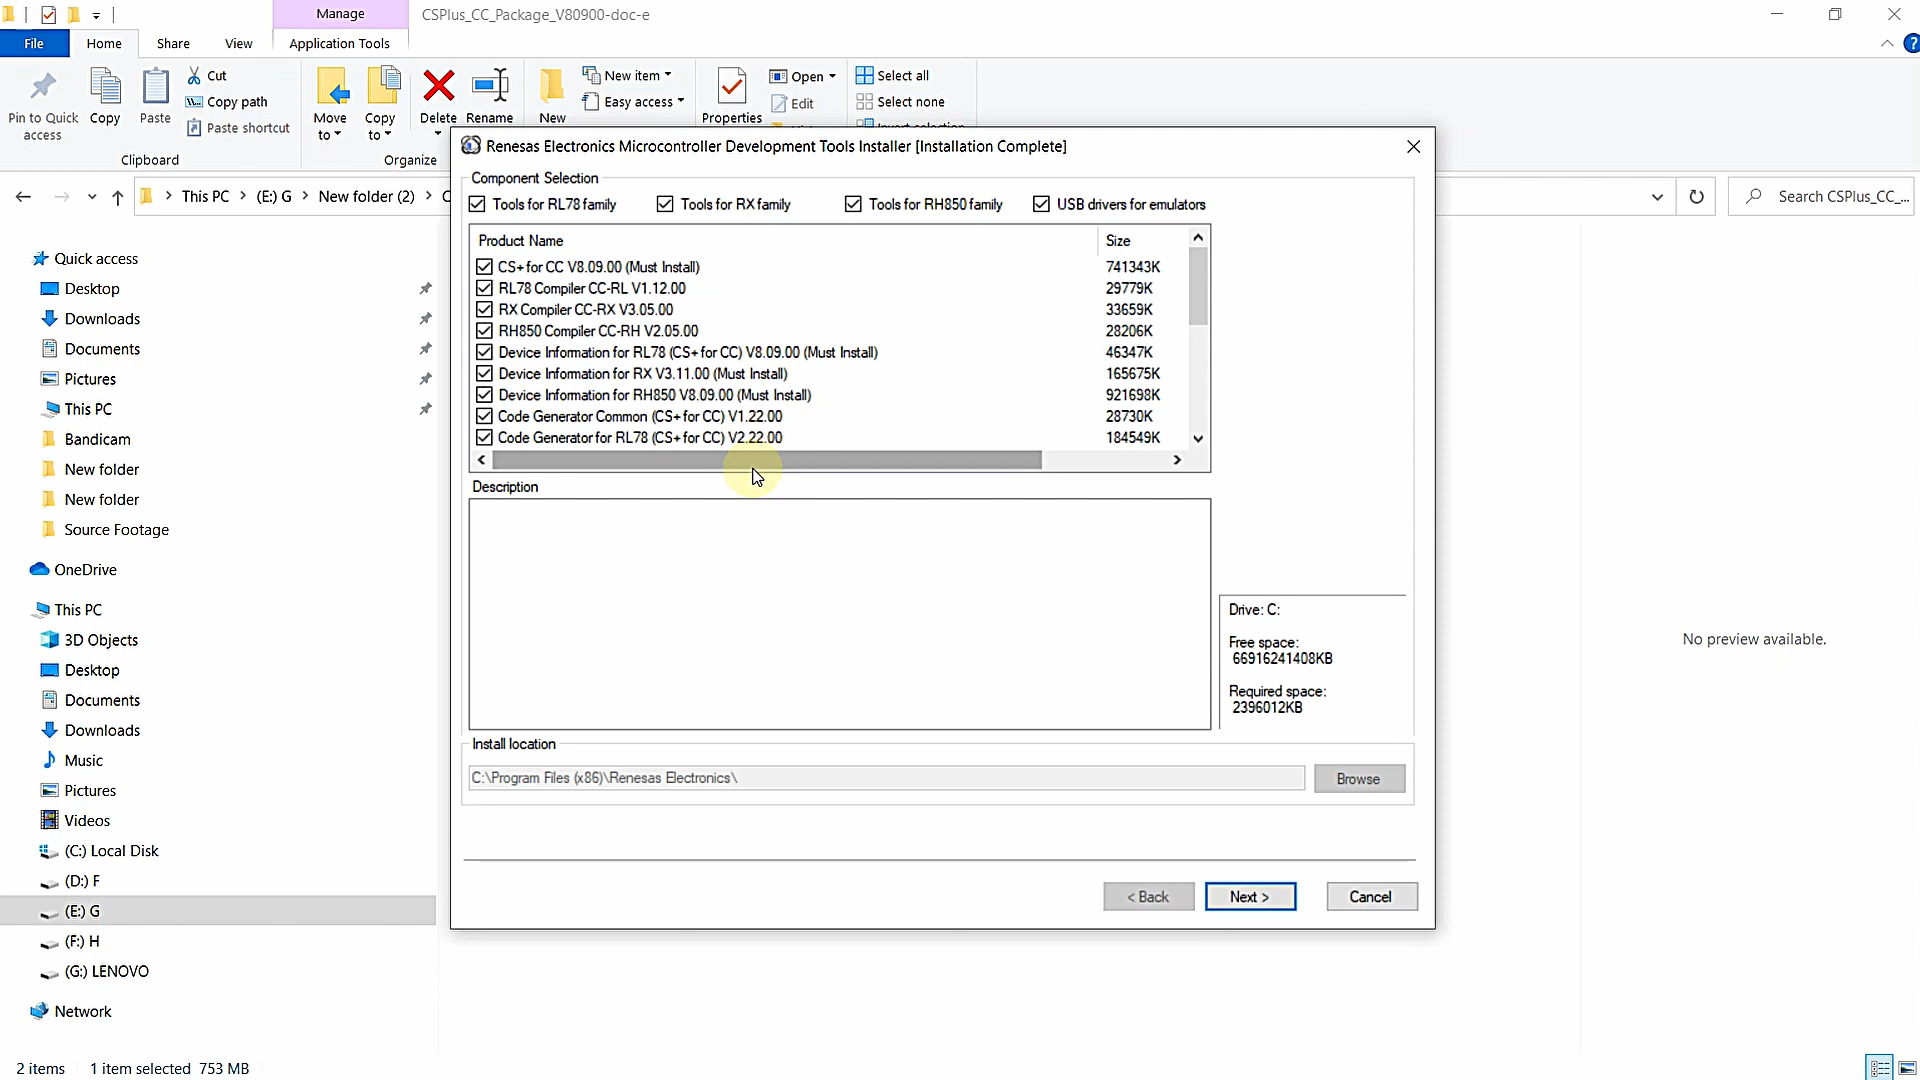 Manage
CSPlus_CC_Package_V80900-doc-e
File
Home
Share
View
Application Tools
Pin to Quick access
Copy
Paste
Cut
Copy path
Paste shortcut
Clipboard
Move to
Copy to
Delete
Rename
Organize
New
New item
Easy access
Properties
Open
Edit
Select all
Select none
Invert selection
This PC > (E:) G > New folder (2) > C
Search CSPlus_CC_...
Quick access
Desktop
Downloads
Documents
Pictures
This PC
Bandicam
New folder
New folder
Source Footage
OneDrive
This PC
3D Objects
Desktop
Documents
Downloads
Music
Pictures
Videos
(C:) Local Disk
(D:) F
(E:) G
(F:) H
(G:) LENOVO
Network
2 items
1 item selected 753 MB
Renesas Electronics Microcontroller Development Tools Installer [Installation Complete]
Component Selection
Tools for RL78 family
Tools for RX family
Tools for RH850 family
USB drivers for emulators
Product Name Size
CS+ for CC V8.09.00 (Must Install) 741343K
RL78 Compiler CC-RL V1.12.00 29779K
RX Compiler CC-RX V3.05.00 33659K
RH850 Compiler CC-RH V2.05.00 28206K
Device Information for RL78 (CS+ for CC) V8.09.00 (Must Install) 46347K
Device Information for RX V3.11.00 (Must Install) 165675K
Device Information for RH850 V8.09.00 (Must Install) 921698K
Code Generator Common (CS+ for CC) V1.22.00 28730K
Code Generator for RL78 (CS+ for CC) V2.22.00 184549K
Description
Drive: C:
Free space:
66916241408KB
Required space:
2396012KB
Install location
C:\Program Files (x86)\Renesas Electronics\
Browse
< Back
Next >
Cancel
No preview available.